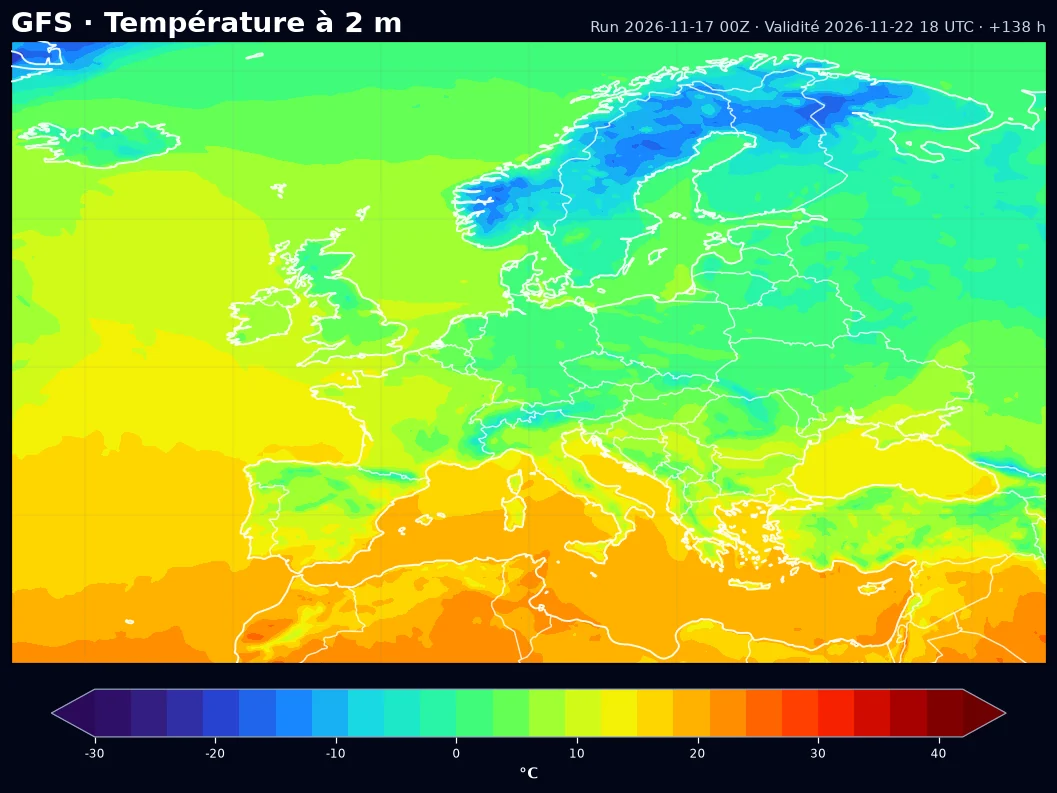 GFS · Température à 2 m
Run 2026-11-17 00Z · Validité 2026-11-22 18 UTC · +138 h
-30 -20 -10 0 10 20 30 40
°C